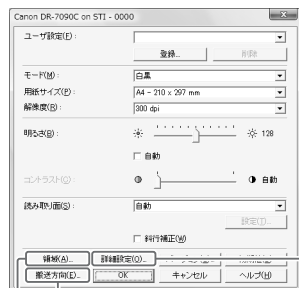 Canon DR-7090C on STI - 0000
ユーザ設定(F):
登録... 削除
モード(M): 白黒
用紙サイズ(P): A4 - 210 x 297 mm
解像度(R): 300 dpi
明るさ(B): 128
自動
コントラスト(G): 自動
読み取り面(S): 自動
設定(T)...
斜行補正(W)
領域(A)... 詳細設定(O)...
搬送方向(E)... OK キャンセル ヘルプ(H)